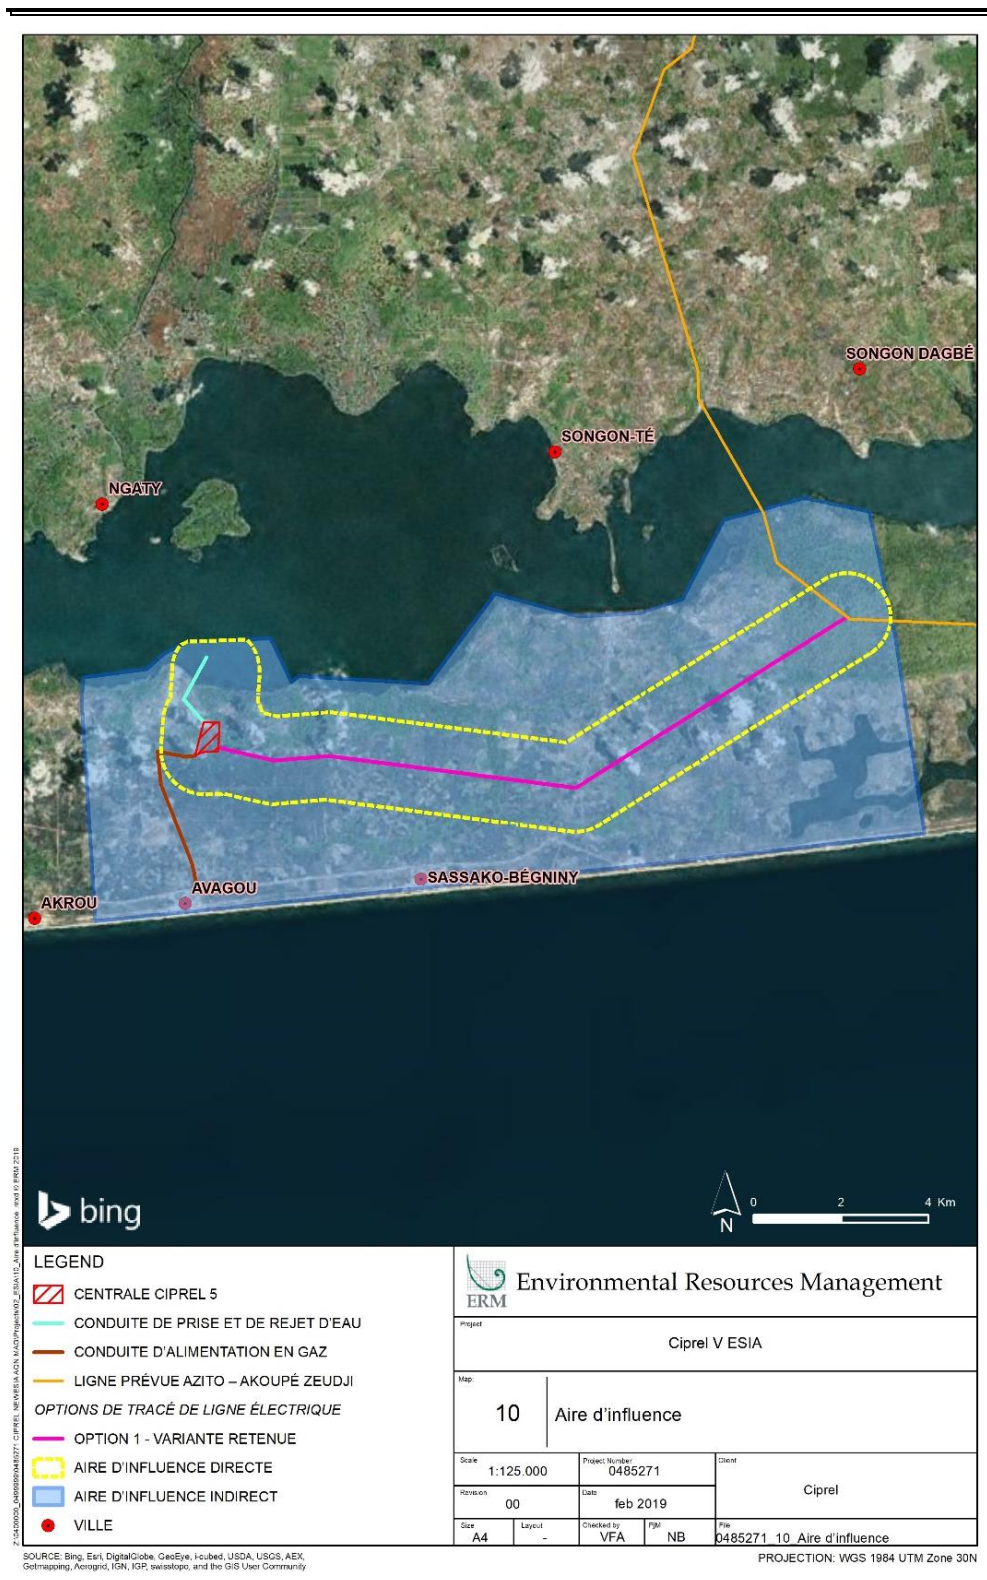 SONGON DAGBÉ
SONGON-TÉ
NGATY
SASSAKO-BÉGNINY
AVAGOU
AKROU
bing
N
0 2 4 Km
LEGEND
CENTRALE CIPREL 5
CONDUITE DE PRISE ET DE REJET D'EAU
CONDUITE D'ALIMENTATION EN GAZ
LIGNE PRÉVUE AZITO – AKOUPÉ ZEUDJI
OPTIONS DE TRACÉ DE LIGNE ÉLECTRIQUE
OPTION 1 - VARIANTE RETENUE
AIRE D'INFLUENCE DIRECTE
AIRE D'INFLUENCE INDIRECT
VILLE
ERM
Environmental Resources Management
Project
Ciprel V ESIA
Map:
10 Aire d'influence
Scale
1:125.000
Project Number
0485271
Client
Ciprel
Revision
00
Date
feb 2019
Size
A4
Layout
-
Checked by
VFA
PjM
NB
File
0485271_10_Aire d'influence
SOURCE: Bing, Esri, DigitalGlobe, GeoEye, i-cubed, USDA, USGS, AEX,
Getmapping, Aerogrid, IGN, IGP, swisstopo, and the GIS User Community
PROJECTION: WGS 1984 UTM Zone 30N